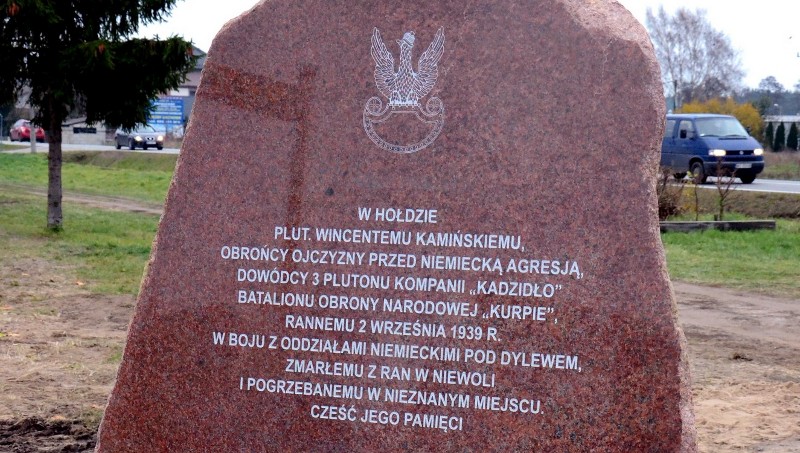 W HOŁDZIE
PLUT. WINCENTEMU KAMIŃSKIEMU,
OBROŃCY OJCZYZNY PRZED NIEMIECKĄ AGRESJĄ,
DOWÓDCY 3 PLUTONU KOMPANII „KADZIDŁO”
BATALIONU OBRONY NARODOWEJ „KURPIE”,
RANNEMU 2 WRZEŚNIA 1939 R.
W BOJU Z ODDZIAŁAMI NIEMIECKIMI POD DYLEWEM,
ZMARŁEMU Z RAN W NIEWOLI
I POGRZEBANEMU W NIEZNANYM MIEJSCU.
CZEŚĆ JEGO PAMIĘCI